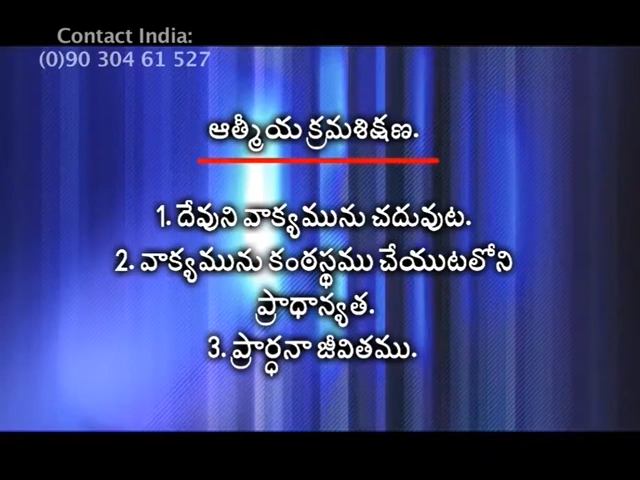 Contact India:
(0)90 304 61 527
ఆత్మీయ క్రమశిక్షణ.
1. దేవుని వాక్యమును చదువుట.
2. వాక్యమును కంఠస్థము చేయుటలోని
ప్రాధాన్యత.
3. ప్రార్ధనా జీవితము.